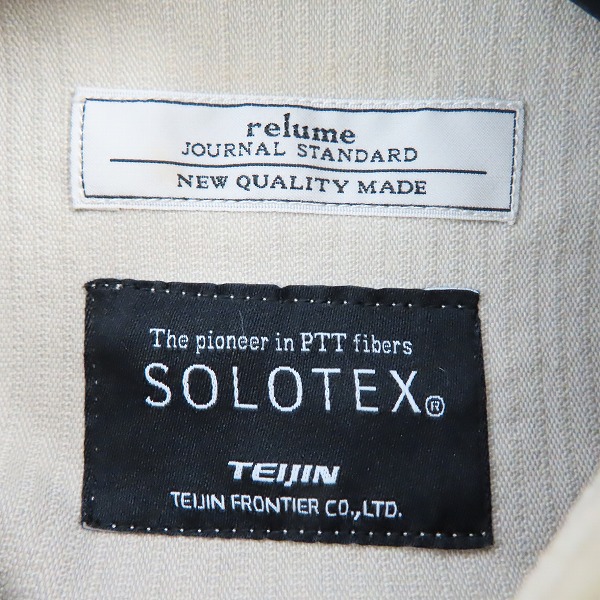 relume
JOURNAL STANDARD
NEW QUALITY MADE
The pioneer in PTT fibers
SOLOTEX®
TEIJIN
TEIJIN FRONTIER CO.,LTD.